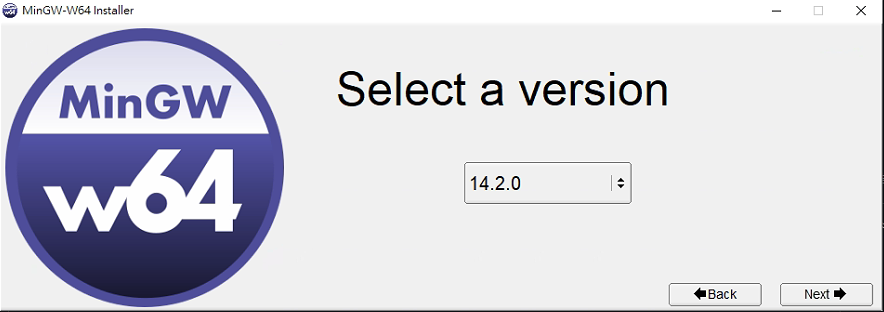 MinGW-W64 Installer
MinGW
w64
Select a version
14.2.0
Back
Next